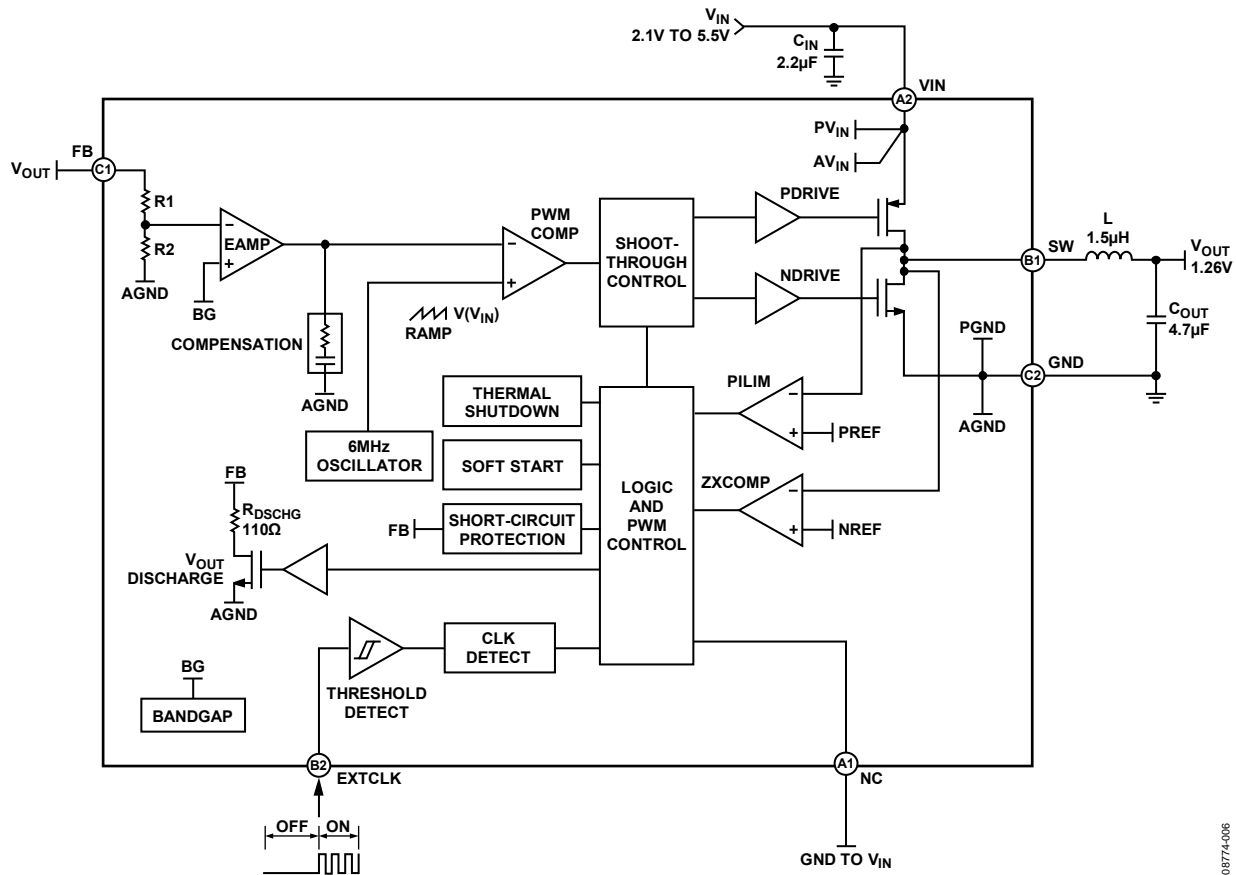 VIN
2.1V TO 5.5V
CIN
2.2µF
A2
VIN
PVIN
AVIN
FB
VOUT
C1
R1
R2
AGND
EAMP
−
+
BG
COMPENSATION
AGND
PWM
COMP
−
+
RAMP
V(VIN)
6MHz
OSCILLATOR
SHOOT-
THROUGH
CONTROL
PDRIVE
NDRIVE
SW
B1
L
1.5µH
VOUT
1.26V
COUT
4.7µF
PGND
GND
C2
AGND
THERMAL
SHUTDOWN
SOFT START
FB
SHORT-CIRCUIT
PROTECTION
LOGIC
AND
PWM
CONTROL
PILIM
−
+
PREF
ZXCOMP
−
+
NREF
FB
RDSCHG
110Ω
VOUT
DISCHARGE
AGND
THRESHOLD
DETECT
CLK
DETECT
BG
BANDGAP
B2
EXTCLK
OFF
ON
A1
NC
GND TO VIN
08774-006